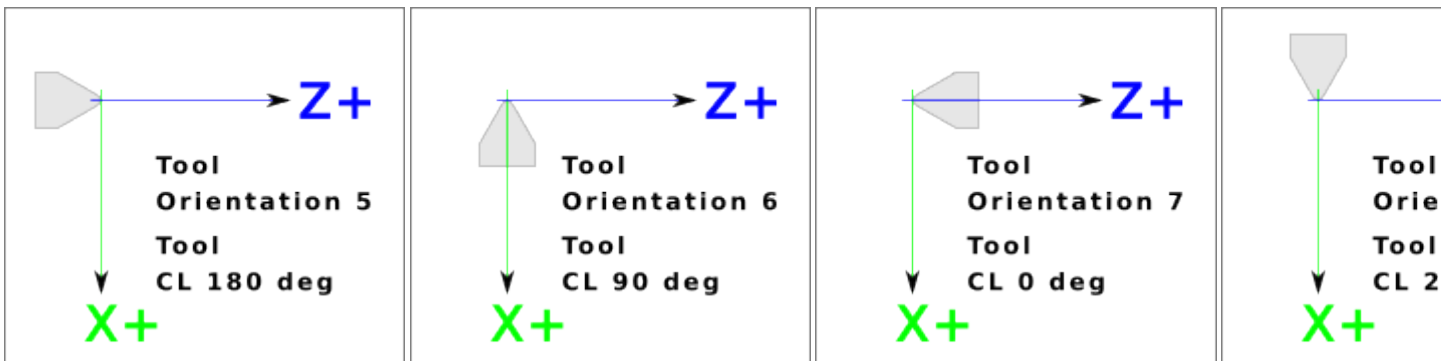 Z+
Tool
Orientation 5
Tool
CL 180 deg
X+
Z+
Tool
Orientation 6
Tool
CL 90 deg
X+
Z+
Tool
Orientation 7
Tool
CL 0 deg
X+
Tool
Tool
CL
X+